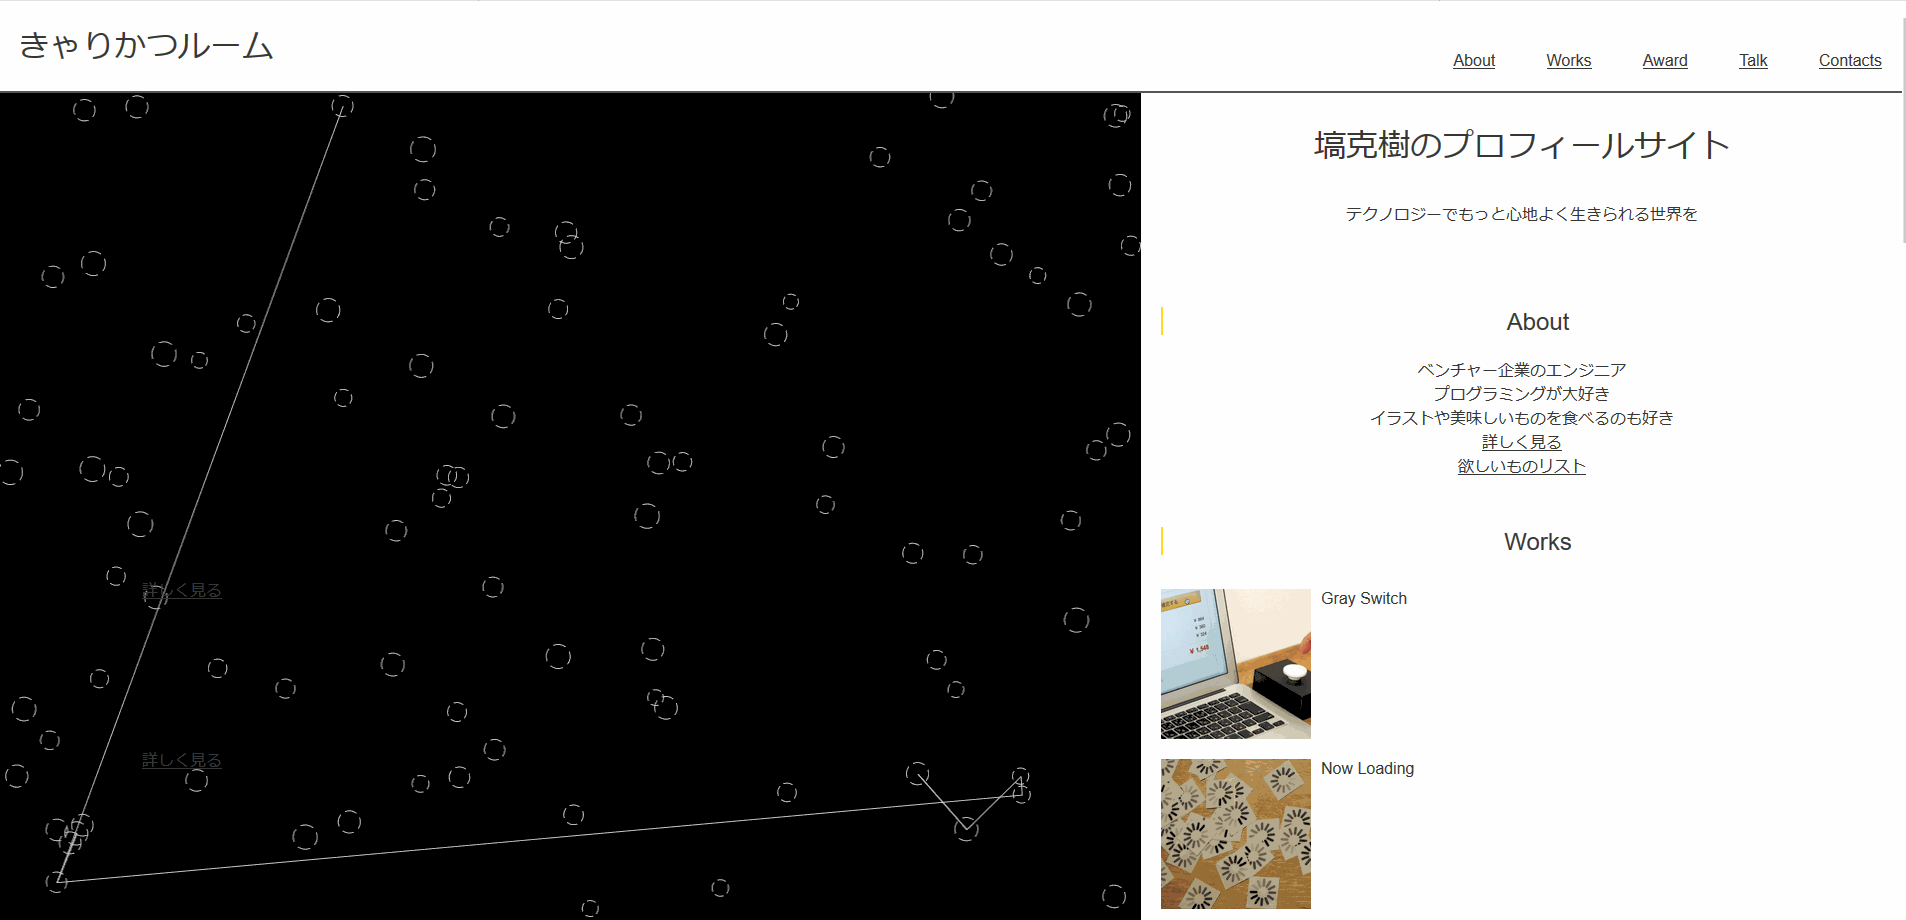 きゃりかつルーム
About
Works
Award
Talk
Contacts
塙克樹のプロフィールサイト
テクノロジーでもっと心地よく生きられる世界を
About
ベンチャー企業のエンジニア
プログラミングが大好き
イラストや美味しいものを食べるのも好き
詳しく見る
欲しいものリスト
Works
Gray Switch
詳しく見る
¥ 1,548
Now Loading
詳しく見る